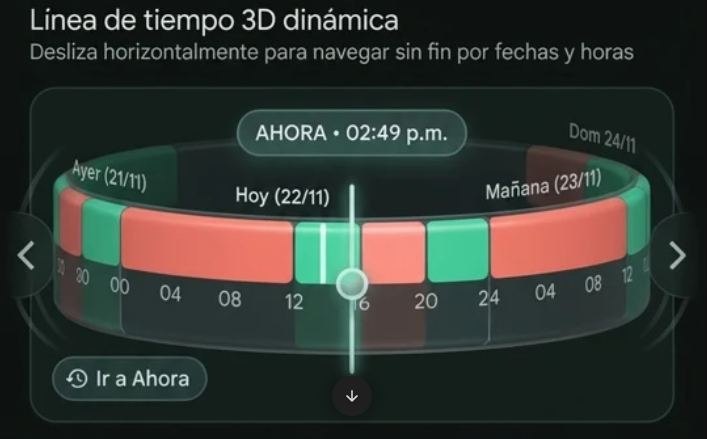 Línea de tiempo 3D dinámica
Desliza horizontalmente para navegar sin fin por fechas y horas
AHORA • 02:49 p.m.
Dom 24/11
Ayer (21/11)
Hoy (22/11)
Mañana (23/11)
00 04 08 12 16 20 24 04 08 12
Ir a Ahora